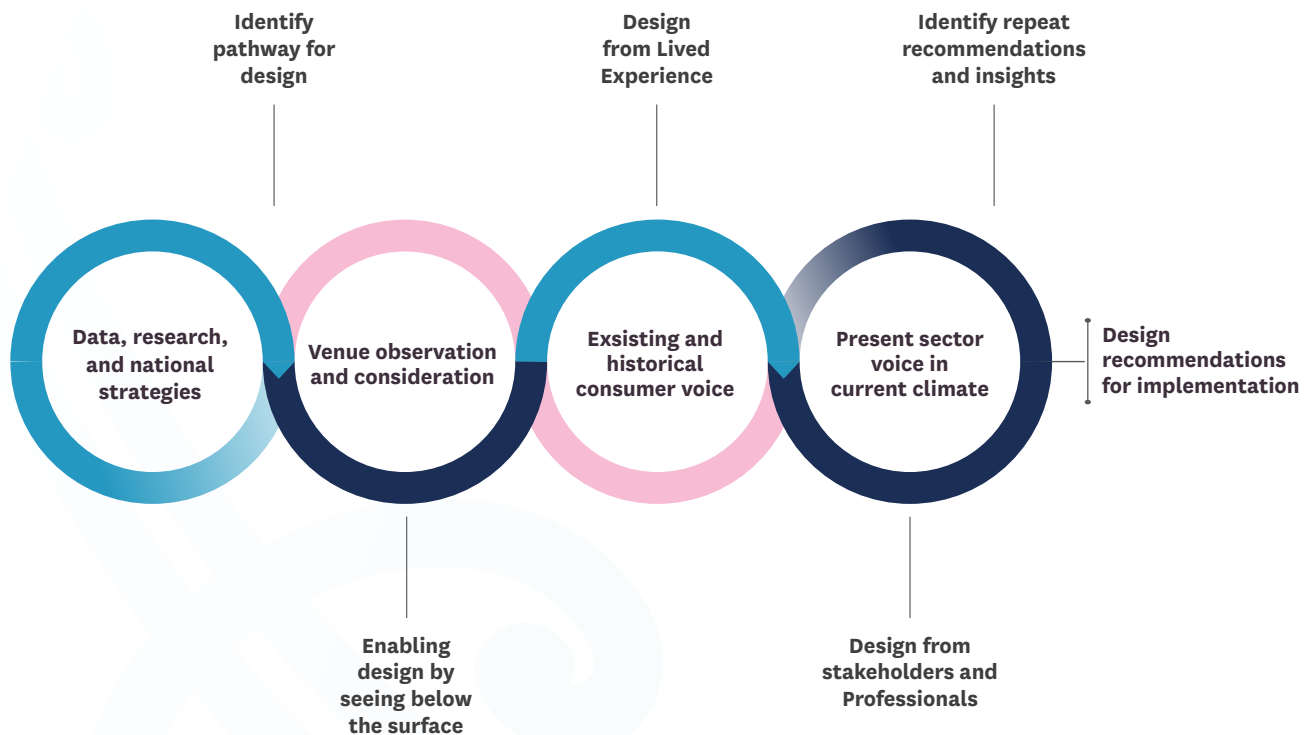 Identify
pathway for
design
Design
from Lived
Experience
Identify repeat
recommendations
and insights
Data, research,
and national
strategies
Venue observation
and consideration
Exsisting and
historical
consumer voice
Present sector
voice in
current climate
Design
recommendations
for implementation
Enabling
design by
seeing below
the surface
Design from
stakeholders and
Professionals